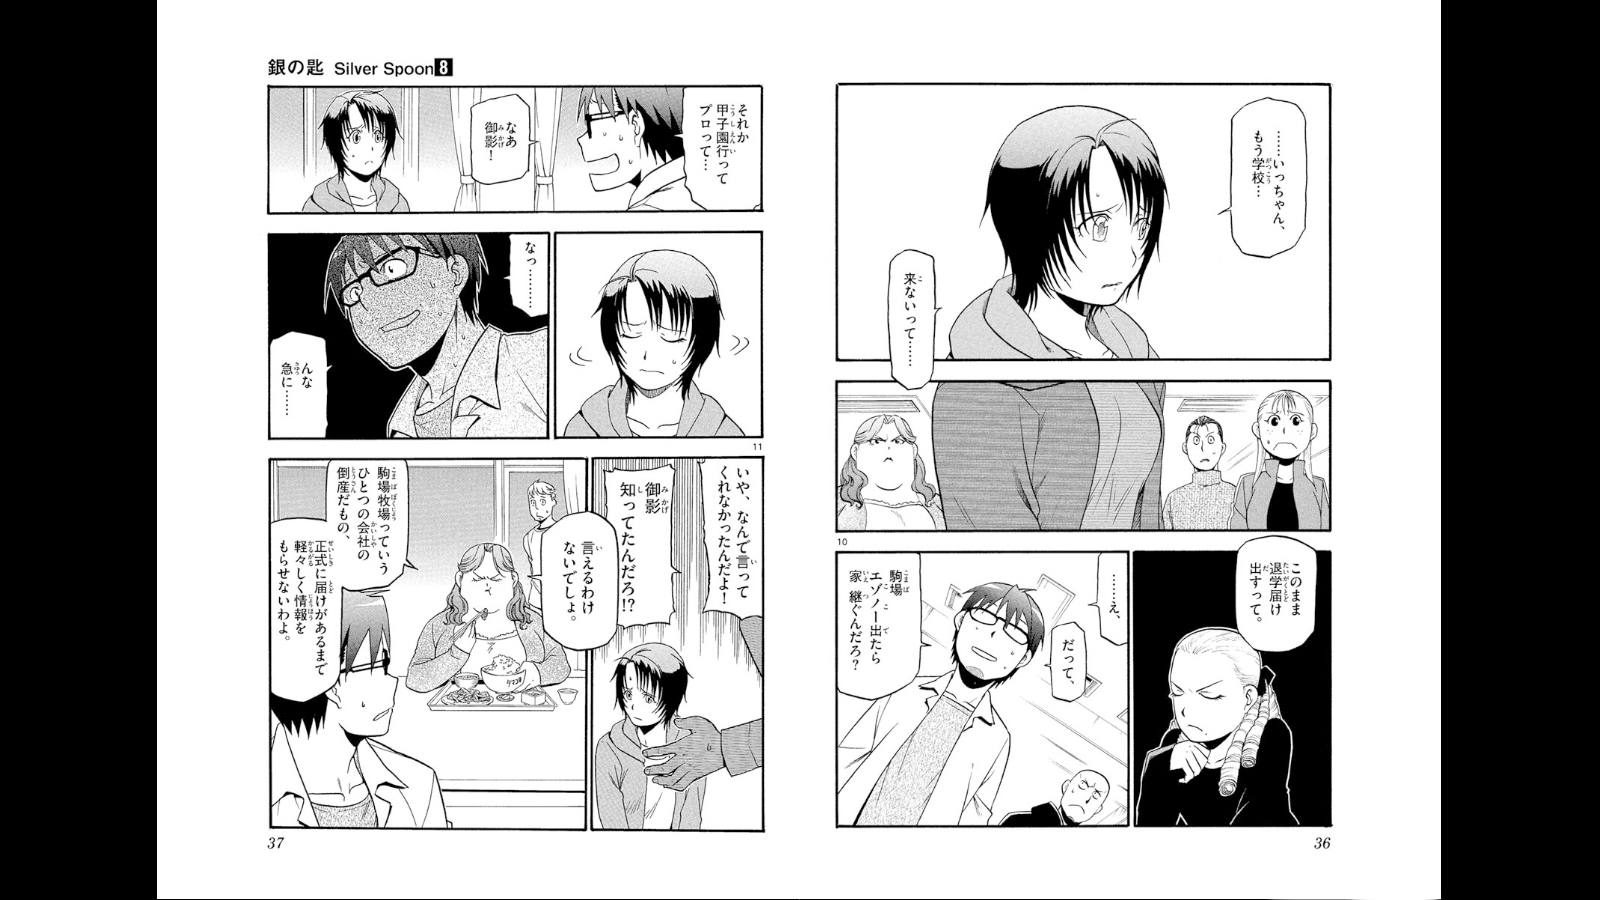 ……いっちゃん、
もう学校…
来ないって……
10
このまま
退学届け
出すって。
……え、
だって、
駒場
エゾノー出たら
家継ぐんだろ?
36
銀の匙 Silver Spoon 8
それか
甲子園行って
プロって…
なあ
御影!
なっ……
んな
急に……
11
いや、なんで言って
くれなかったんだよ!
御影
知ってたんだろ!?
言えるわけ
ないでしょ。
駒場牧場っていう
ひとつの会社の
倒産だもの、
正式に届けがあるまで
軽々しく情報を
もらせないわよ。
37